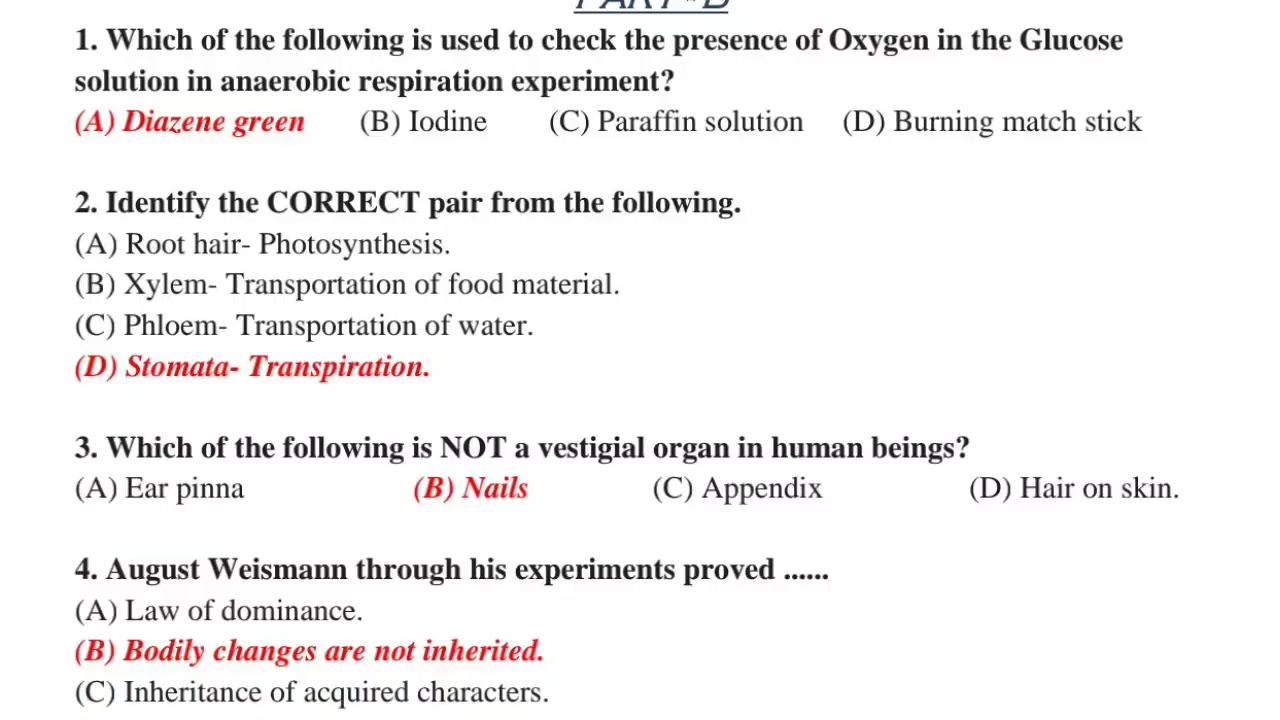 1. Which of the following is used to check the presence of Oxygen in the Glucose
solution in anaerobic respiration experiment?
(A) Diazene green (B) Iodine (C) Paraffin solution (D) Burning match stick
2. Identify the CORRECT pair from the following.
(A) Root hair- Photosynthesis.
(B) Xylem- Transportation of food material.
(C) Phloem- Transportation of water.
(D) Stomata- Transpiration.
3. Which of the following is NOT a vestigial organ in human beings?
(A) Ear pinna (B) Nails (C) Appendix (D) Hair on skin.
4. August Weismann through his experiments proved ......
(A) Law of dominance.
(B) Bodily changes are not inherited.
(C) Inheritance of acquired characters.